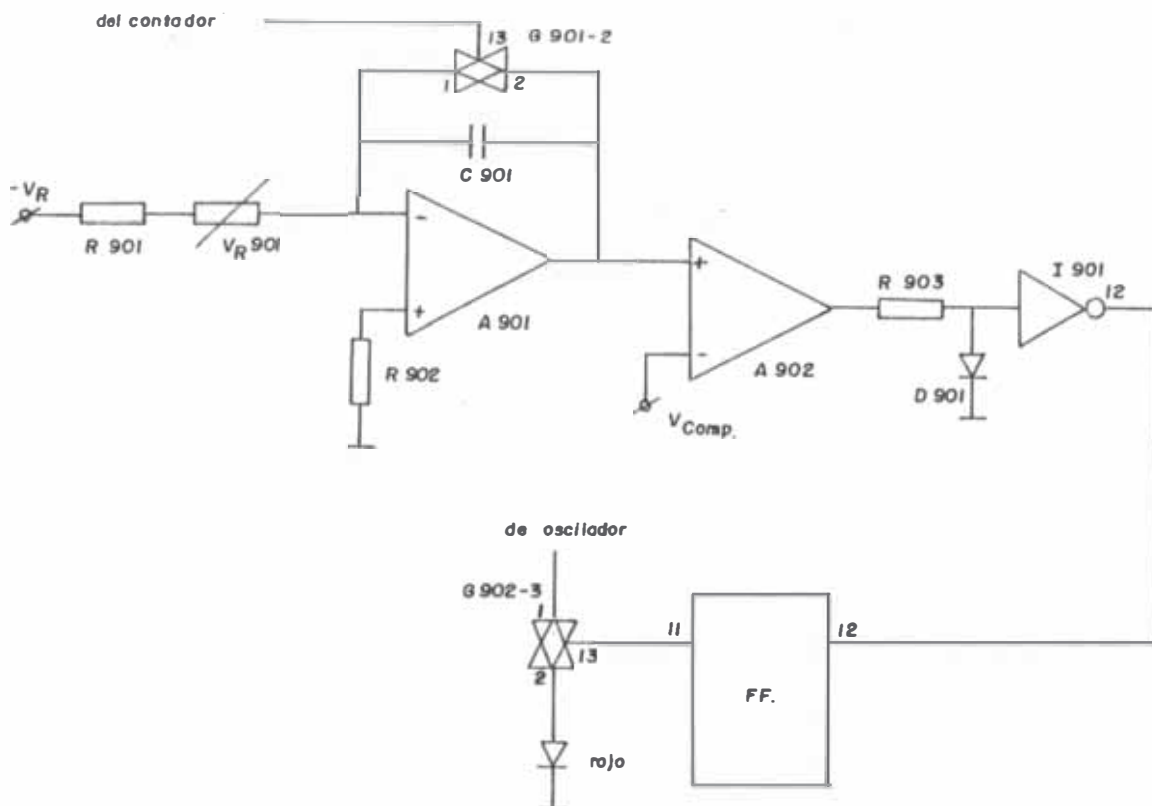 del contador
13
G 901-2
1
2
C 901
-VR
R 901
VR 901
-
+
A 901
R 902
+
-
A 902
VComp.
R 903
I 901
12
D 901
de oscilador
G 902-3
1
13
2
11
12
FF.
rojo